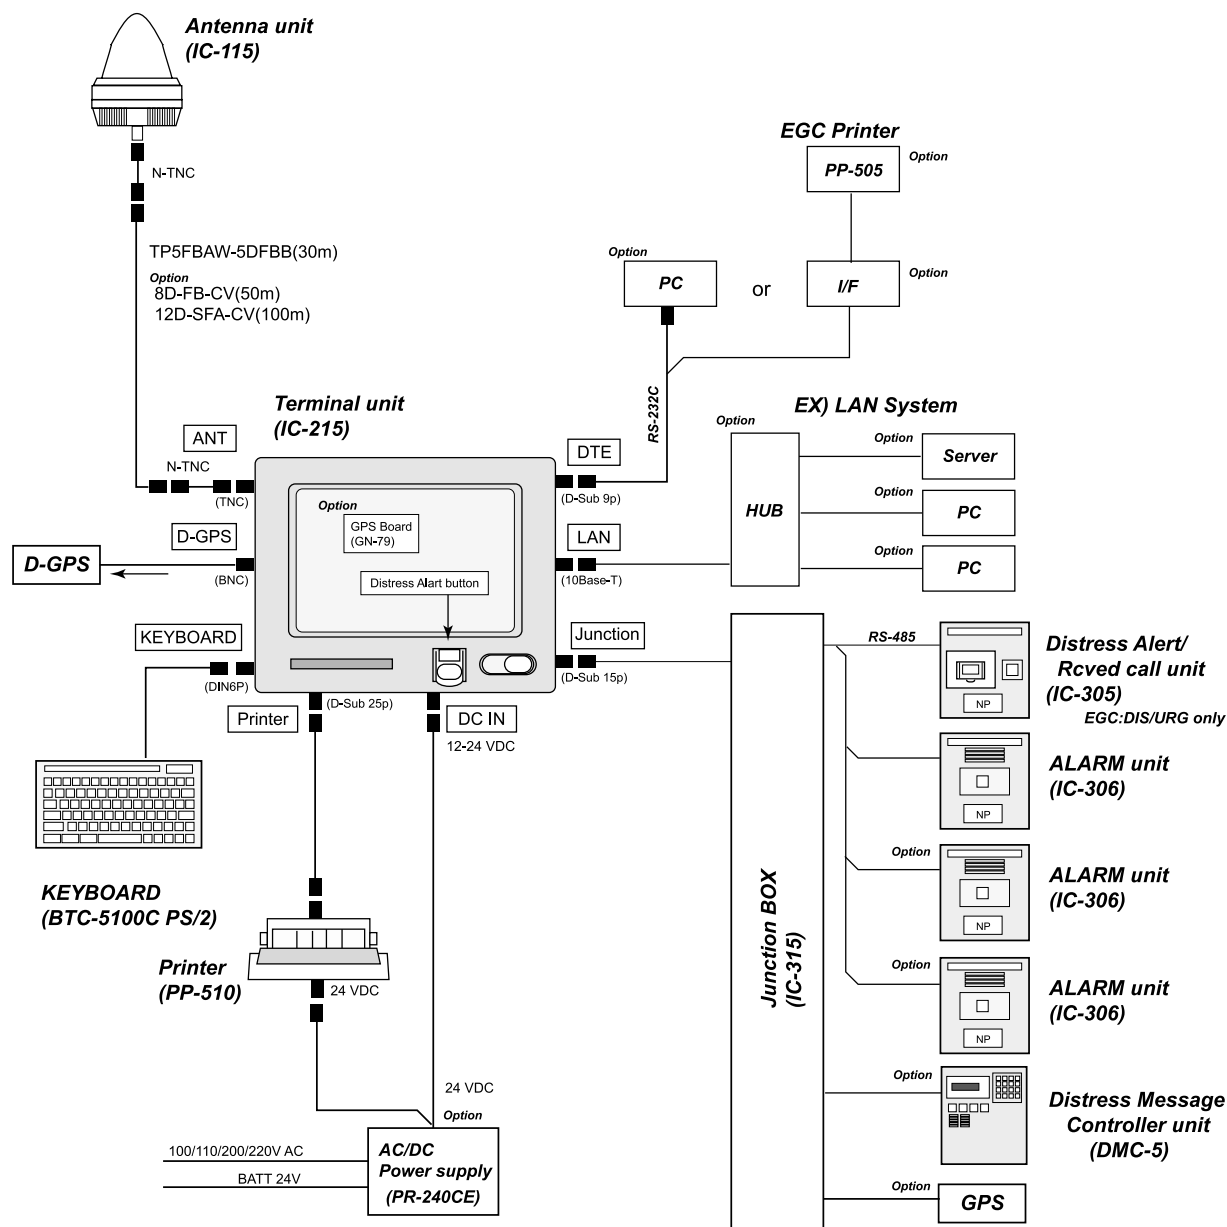 Antenna unit
(IC-115)
N-TNC
TP5FBAW-5DFBB(30m)
Option
8D-FB-CV(50m)
12D-SFA-CV(100m)
EGC Printer
PP-505
Option
Option
PC
or
I/F
Option
RS-232C
Terminal unit
(IC-215)
ANT
N-TNC
(TNC)
DTE
(D-Sub 9p)
EX) LAN System
Option
HUB
Option
Server
Option
PC
Option
PC
Option
GPS Board
(GN-79)
Distress Alart button
D-GPS
D-GPS
(BNC)
LAN
(10Base-T)
KEYBOARD
(DIN6P)
Junction
(D-Sub 15p)
Printer
(D-Sub 25p)
DC IN
12-24 VDC
RS-485
NP
Distress Alert/
Rcved call unit
(IC-305)
EGC:DIS/URG only
NP
ALARM unit
(IC-306)
Option
NP
ALARM unit
(IC-306)
Option
NP
ALARM unit
(IC-306)
KEYBOARD
(BTC-5100C PS/2)
Printer
(PP-510)
24 VDC
Junction BOX
(IC-315)
24 VDC
Option
AC/DC
Power supply
(PR-240CE)
100/110/200/220V AC
BATT 24V
Option
Distress Message
Controller unit
(DMC-5)
Option
GPS